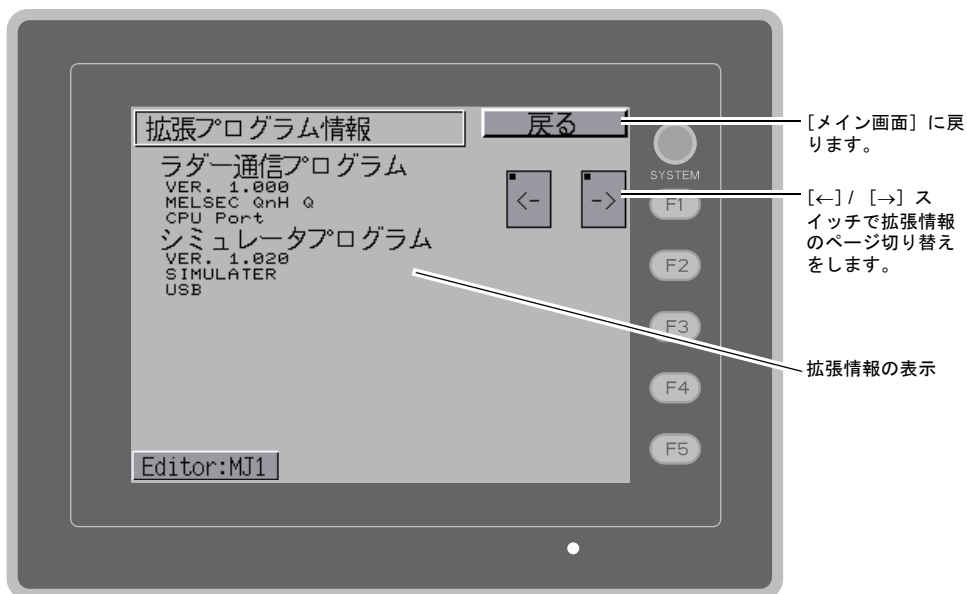 拡張プログラム情報
戻る
ラダー通信プログラム
VER. 1.000
MELSEC QnH Q
CPU Port
シミュレータプログラム
VER. 1.020
SIMULATER
USB
<-
->
Editor:MJ1
SYSTEM
F1
F2
F3
F4
F5
［メイン画面］に戻
ります。
［←］/［→］ス
イッチで拡張情報
のページ切り替え
をします。
拡張情報の表示